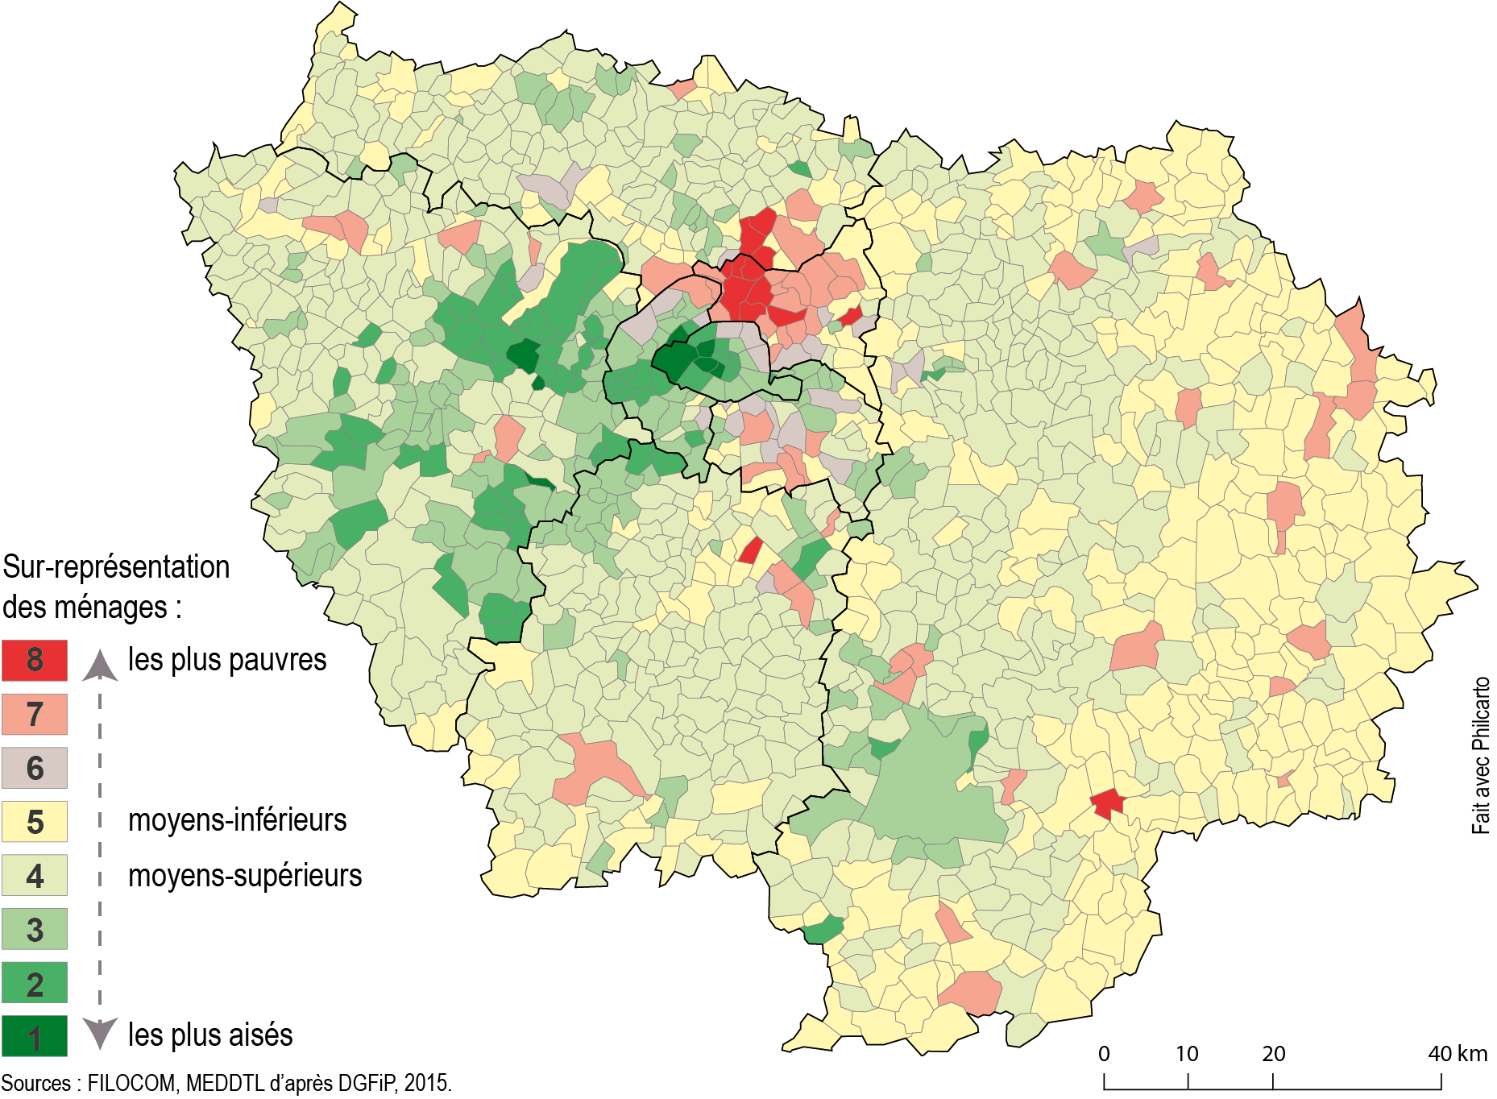 Sur-représentation
des ménages :
8 les plus pauvres
7
6
5 moyens-inférieurs
4 moyens-supérieurs
3
2
1 les plus aisés
Sources : FILOCOM, MEDDTL d'après DGFiP, 2015.
Fait avec Philcarto
0 10 20 40 km